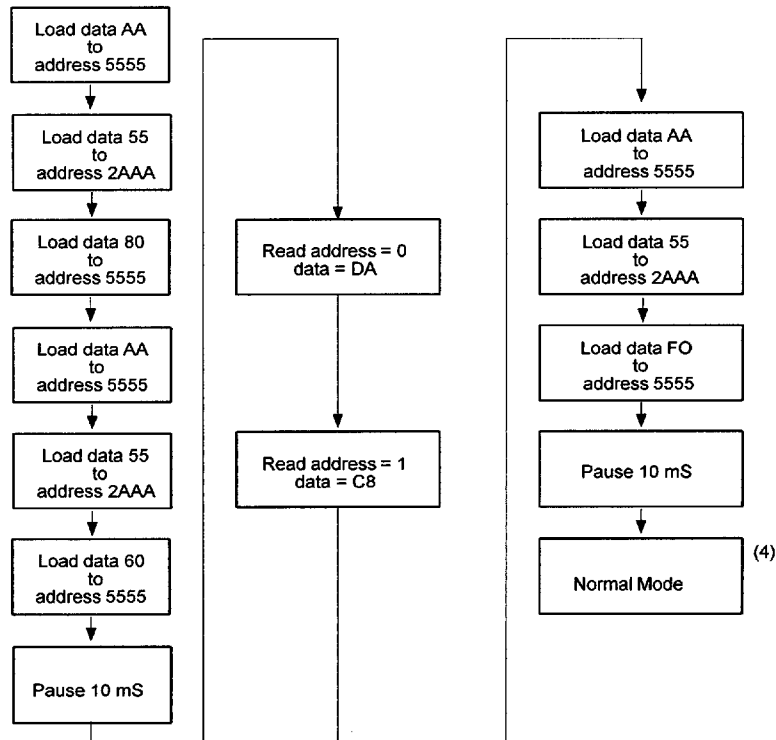 Load data AA
to
address 5555
Load data 55
to
address 2AAA
Load data 80
to
address 5555
Load data AA
to
address 5555
Load data 55
to
address 2AAA
Load data 60
to
address 5555
Pause 10 mS
Read address = 0
data = DA
Read address = 1
data = C8
Load data AA
to
address 5555
Load data 55
to
address 2AAA
Load data FO
to
address 5555
Pause 10 mS
Normal Mode
(4)